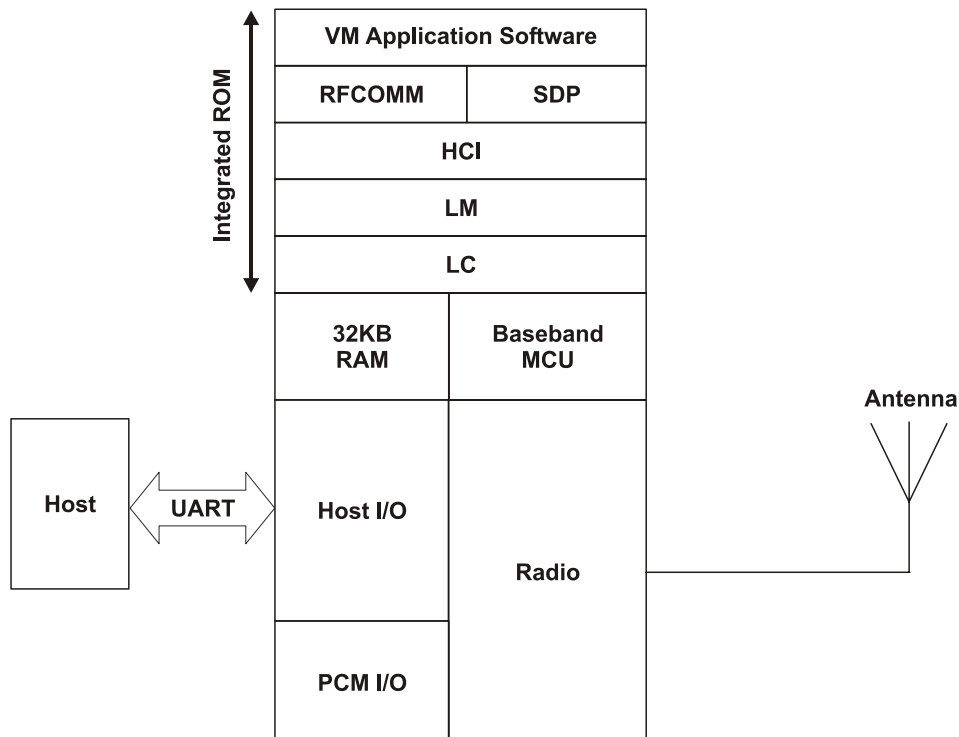 VM Application Software
RFCOMM
SDP
HCI
LM
LC
Integrated ROM
32KB
RAM
Baseband
MCU
Host
UART
Host I/O
Radio
Antenna
PCM I/O